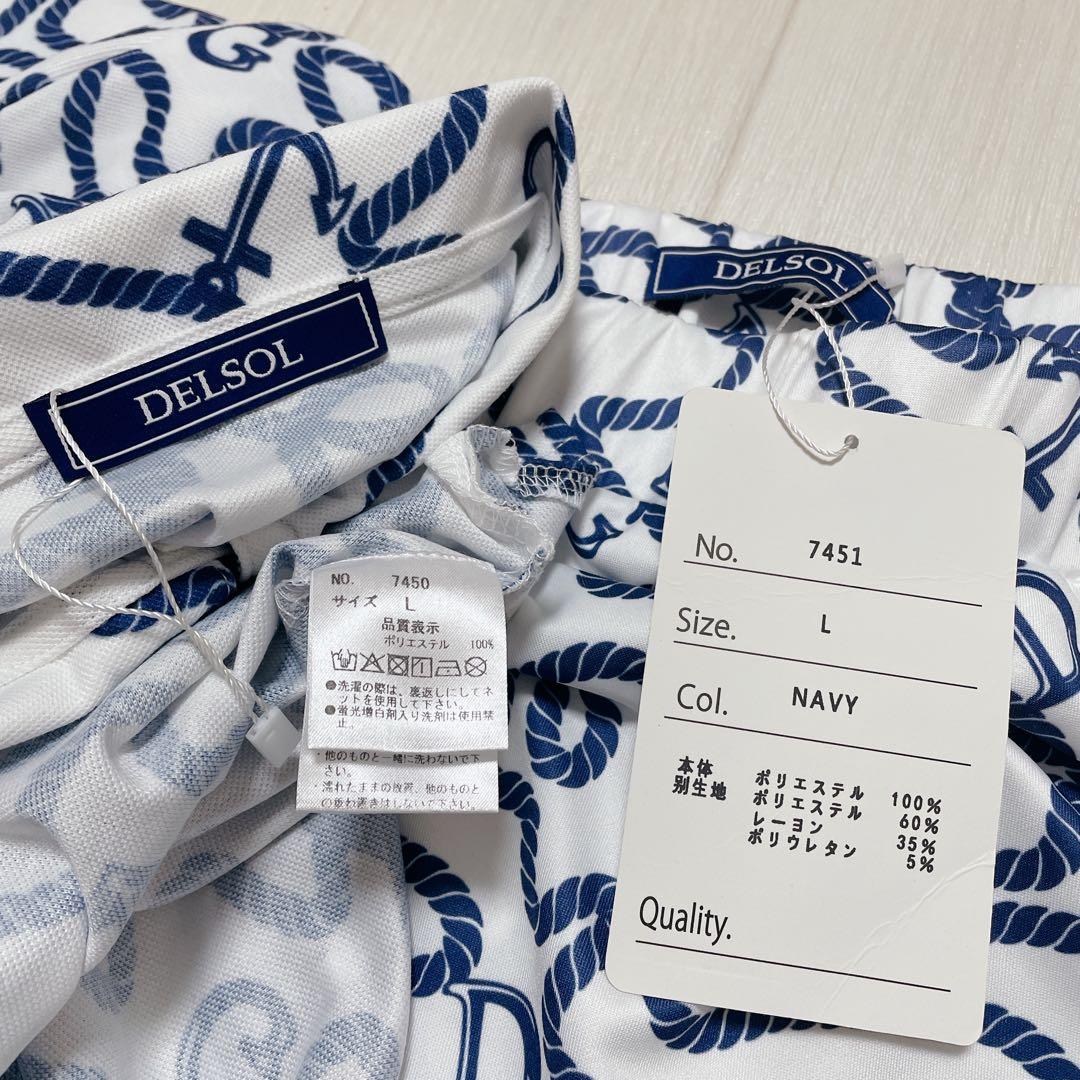 DELSOL
DELSOL
NO. 7450
サイズ L
品質表示
ポリエステル 100%
●洗濯の際は、裏返しにしてネ
ットを使用して下さい。
●蛍光増白剤入り洗剤は使用禁
止。
・他のものと一緒に洗わないで下
さい。
・濡れたままの放置、他のものと
の重ね置きはしないで下さい。
No. 7451
Size. L
Col. NAVY
本体 ポリエステル 100%
別生地 ポリエステル 60%
レーヨン 35%
ポリウレタン 5%
Quality.
G
G
D
G
D